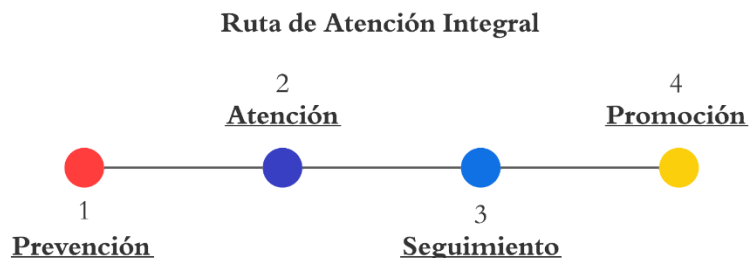 Ruta de Atención Integral
1
Prevención
2
Atención
3
Seguimiento
4
Promoción